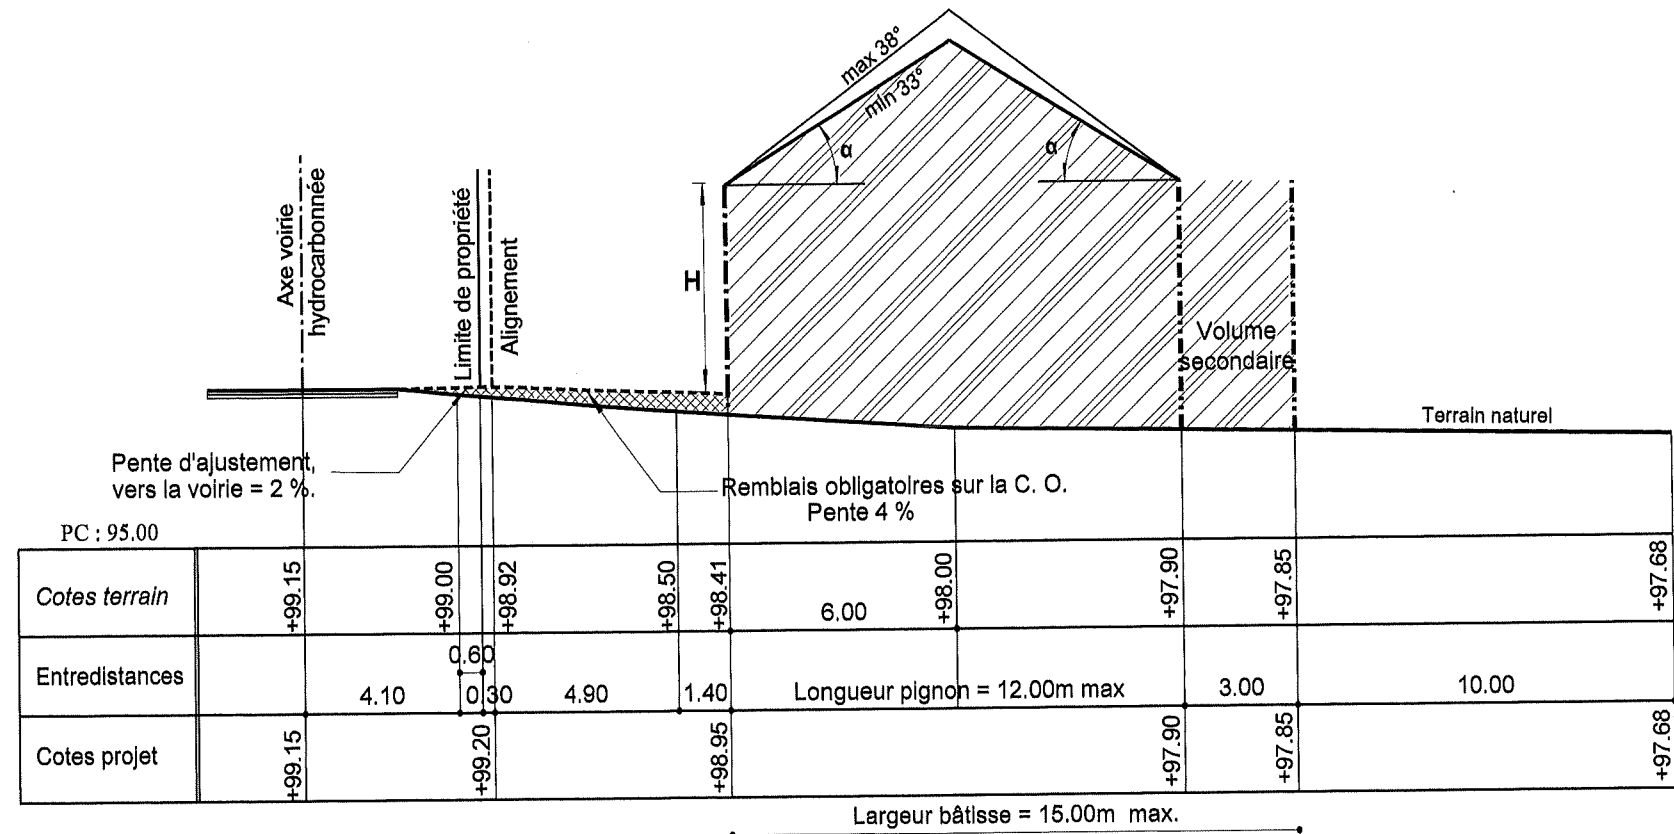 max 38°
min 33°
α
α
Axe voirie
hydrocarbonnée
Limite de propriété
Alignement
H
Volume
secondaire
Terrain naturel
Pente d'ajustement,
vers la voirie = 2 %.
Remblais obligatoires sur la C. O.
Pente 4 %
PC : 95.00
Cotes terrain
+99.15
+99.00
+98.92
+98.50
+98.41
6.00
+98.00
+97.90
+97.85
+97.68
Entredistances
4.10
0.60
0.30
4.90
1.40
Longueur pignon = 12.00m max
3.00
10.00
Cotes projet
+99.15
+99.20
+98.95
+97.90
+97.85
+97.68
Largeur bâtisse = 15.00m max.